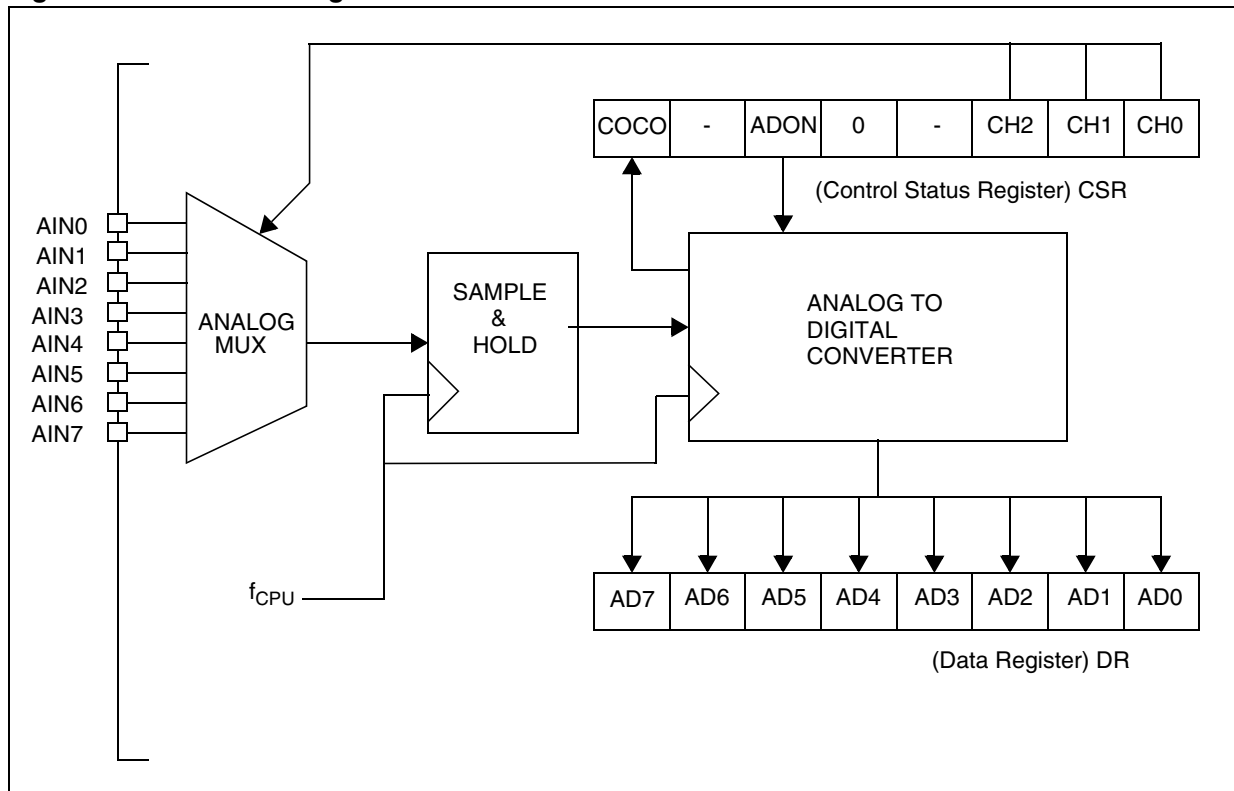 COCO - ADON 0 - CH2 CH1 CH0
(Control Status Register) CSR
AIN0
AIN1
AIN2
AIN3
AIN4
AIN5
AIN6
AIN7
ANALOG
MUX
SAMPLE
&
HOLD
ANALOG TO
DIGITAL
CONVERTER
fCPU
AD7 AD6 AD5 AD4 AD3 AD2 AD1 AD0
(Data Register) DR